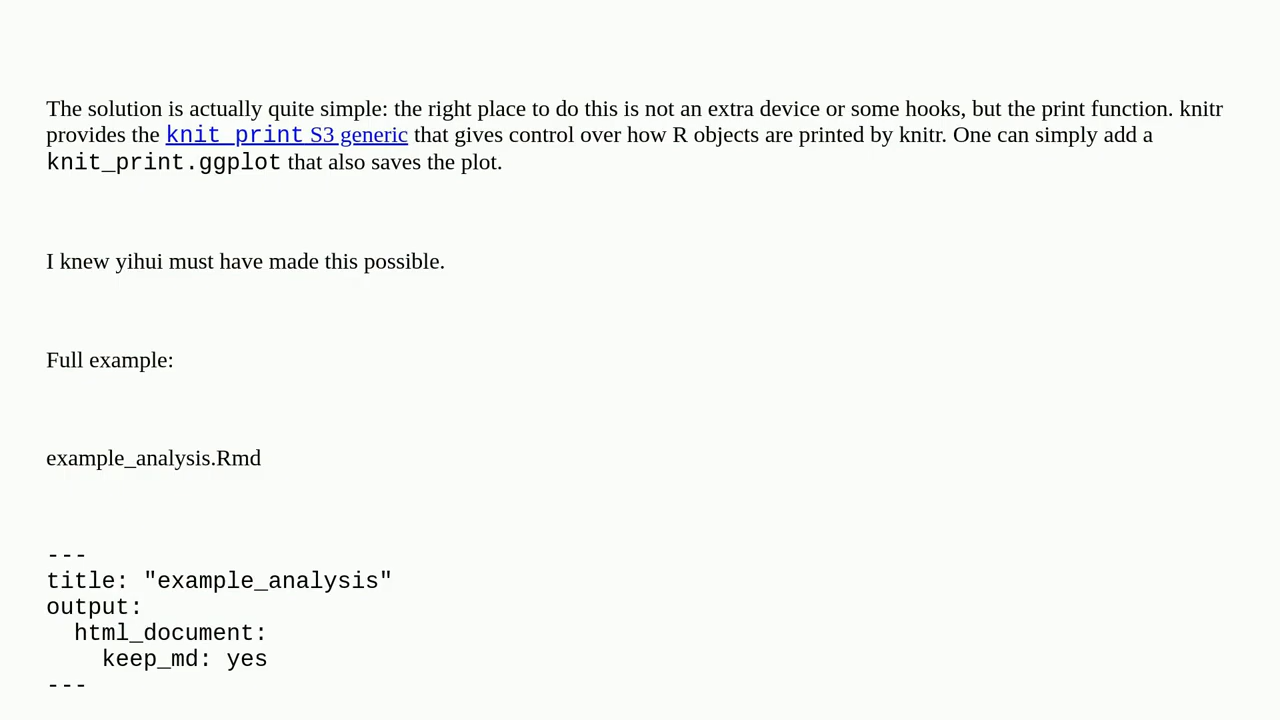 The solution is actually quite simple: the right place to do this is not an extra device or some hooks, but the print function. knitr
provides the knit_print S3 generic that gives control over how R objects are printed by knitr. One can simply add a
knit_print.ggplot that also saves the plot.
I knew yihui must have made this possible.
Full example:
example_analysis.Rmd
---
title: "example_analysis"
output:
  html_document:
    keep_md: yes
---